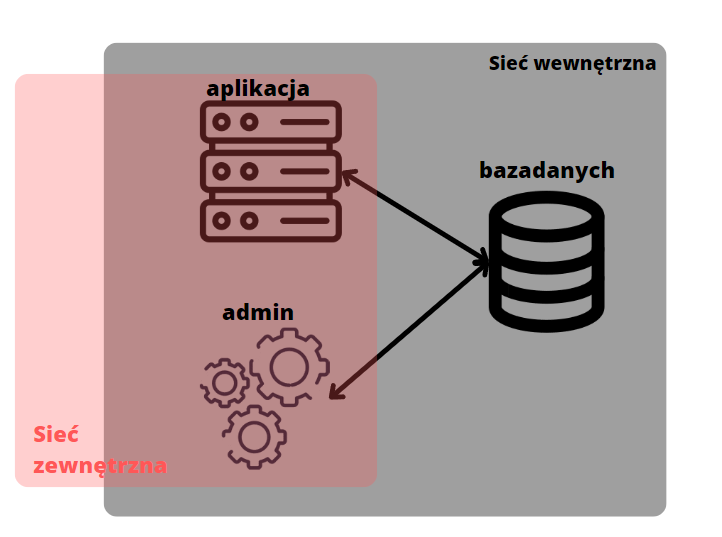 Sieć wewnętrzna
aplikacja
bazadanych
admin
Sieć
zewnętrzna